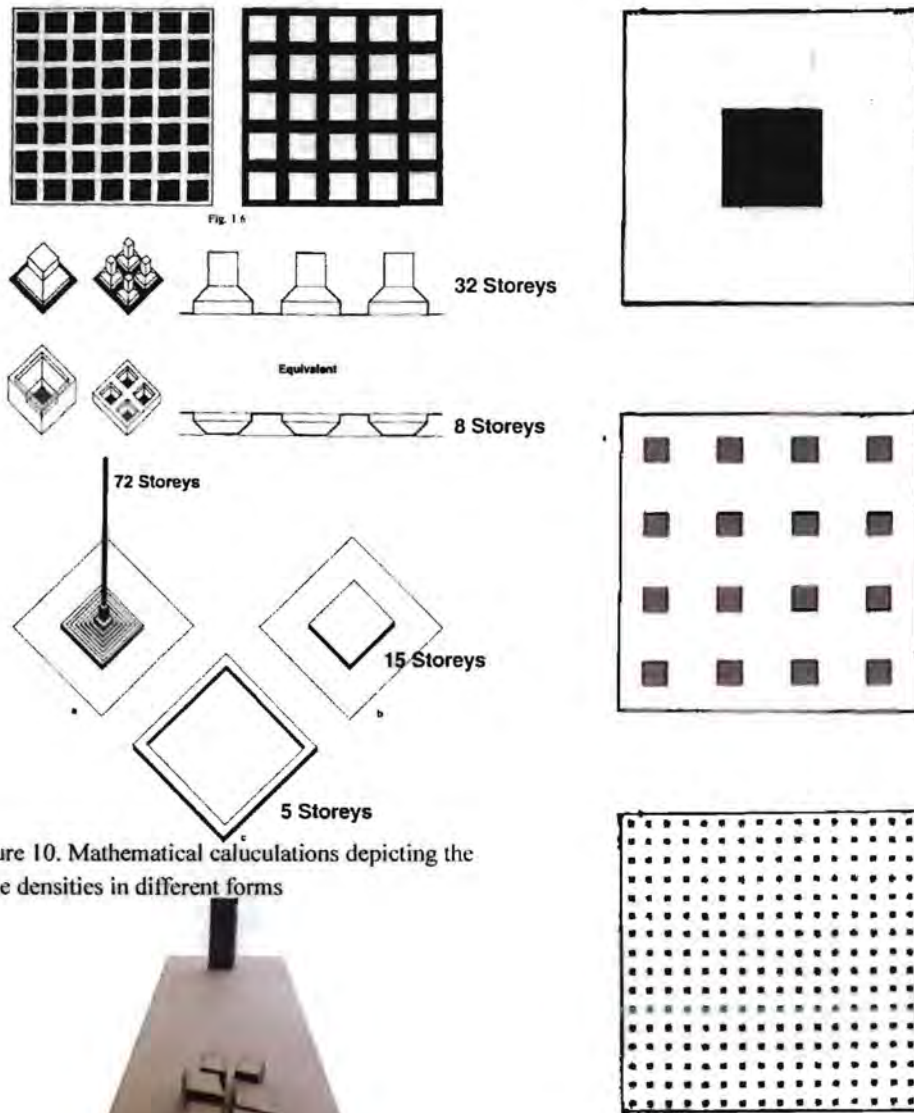 Fig. 1 6
32 Storeys
Equivalent
8 Storeys
72 Storeys
15 Storeys
a
b
5 Storeys
c
ure 10. Mathematical caluculations depicting the
e densities in different forms